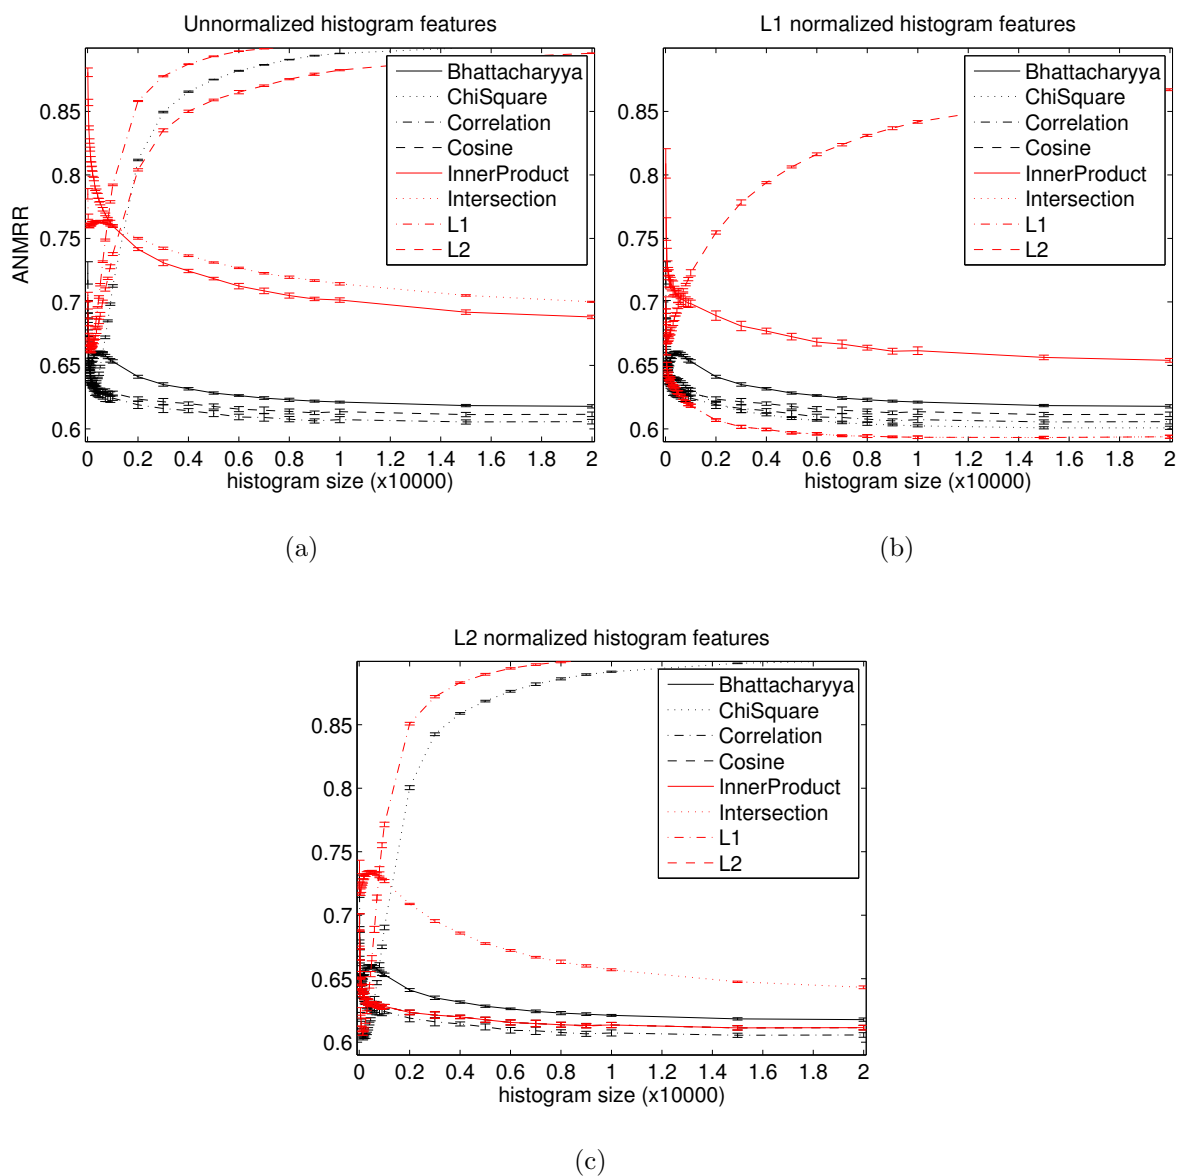 Unnormalized histogram features
ANMRR
0.85
0.8
0.75
0.7
0.65
0.6
0 0.2 0.4 0.6 0.8 1 1.2 1.4 1.6 1.8 2
histogram size (x10000)
Bhattacharyya
ChiSquare
Correlation
Cosine
InnerProduct
Intersection
L1
L2
(a)
L1 normalized histogram features
0.85
0.8
0.75
0.7
0.65
0.6
0 0.2 0.4 0.6 0.8 1 1.2 1.4 1.6 1.8 2
histogram size (x10000)
Bhattacharyya
ChiSquare
Correlation
Cosine
InnerProduct
Intersection
L1
L2
(b)
L2 normalized histogram features
0.85
0.8
0.75
0.7
0.65
0.6
0 0.2 0.4 0.6 0.8 1 1.2 1.4 1.6 1.8 2
histogram size (x10000)
Bhattacharyya
ChiSquare
Correlation
Cosine
InnerProduct
Intersection
L1
L2
(c)